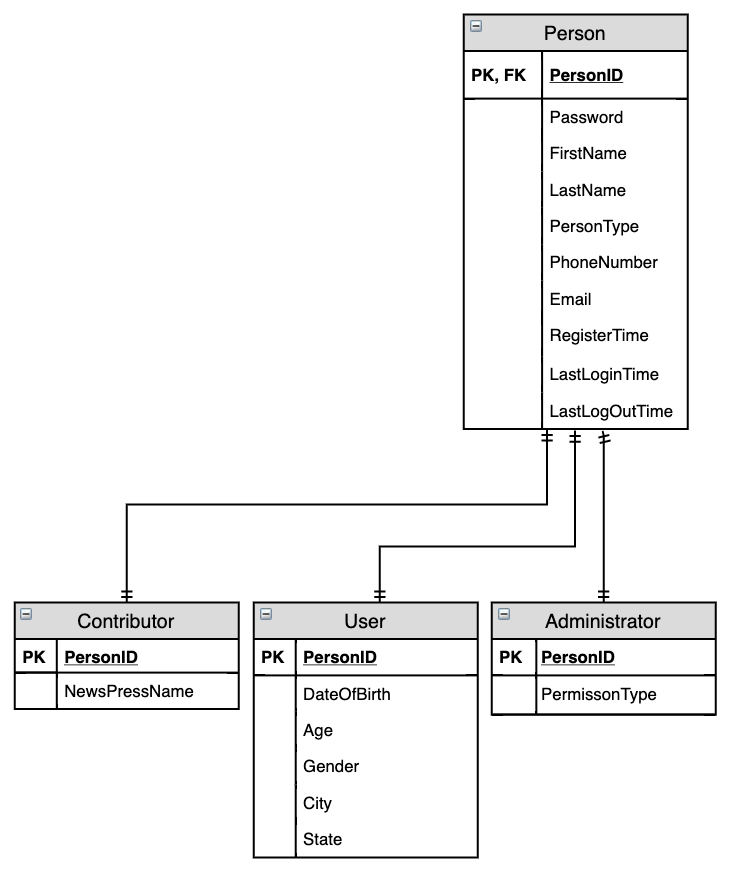 Person
PK, FK PersonID
Password
FirstName
LastName
PersonType
PhoneNumber
Email
RegisterTime
LastLoginTime
LastLogOutTime
Contributor
PK PersonID
NewsPressName
User
PK PersonID
DateOfBirth
Age
Gender
City
State
Administrator
PK PersonID
PermissonType